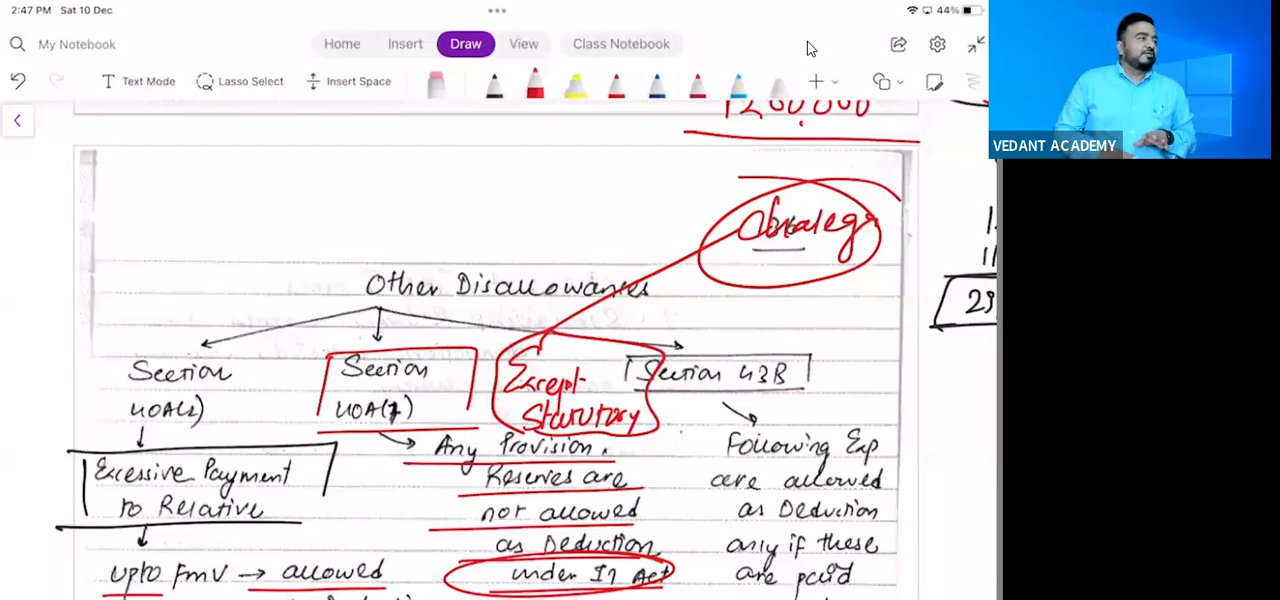 2:47 PM Sat 10 Dec
44%
My Notebook
Home Insert Draw View Class Notebook
Text Mode Lasso Select Insert Space
VEDANT ACADEMY
1200,000
Other Disallowances
Section
40A(2)
Excessive Payment
to Relative
upto FMV → allowed
Section
40A(7)
Any Provision,
Reserves are
not allowed
as Deduction
under IT Act
Except
Statutory
Section 43B
Following Exp
are allowed
as Deduction
only if these
are paid